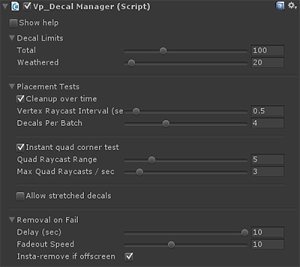 Vp_Decal Manager (Script)
Show help
Decal Limits
Total 100
Weathered 20
Placement Tests
Cleanup over time
Vertex Raycast Interval (se 0.5
Decals Per Batch 4
Instant quad corner test
Quad Raycast Range 5
Max Quad Raycasts / sec 3
Allow stretched decals
Removal on Fail
Delay (sec) 10
Fadeout Speed 10
Insta-remove if offscreen